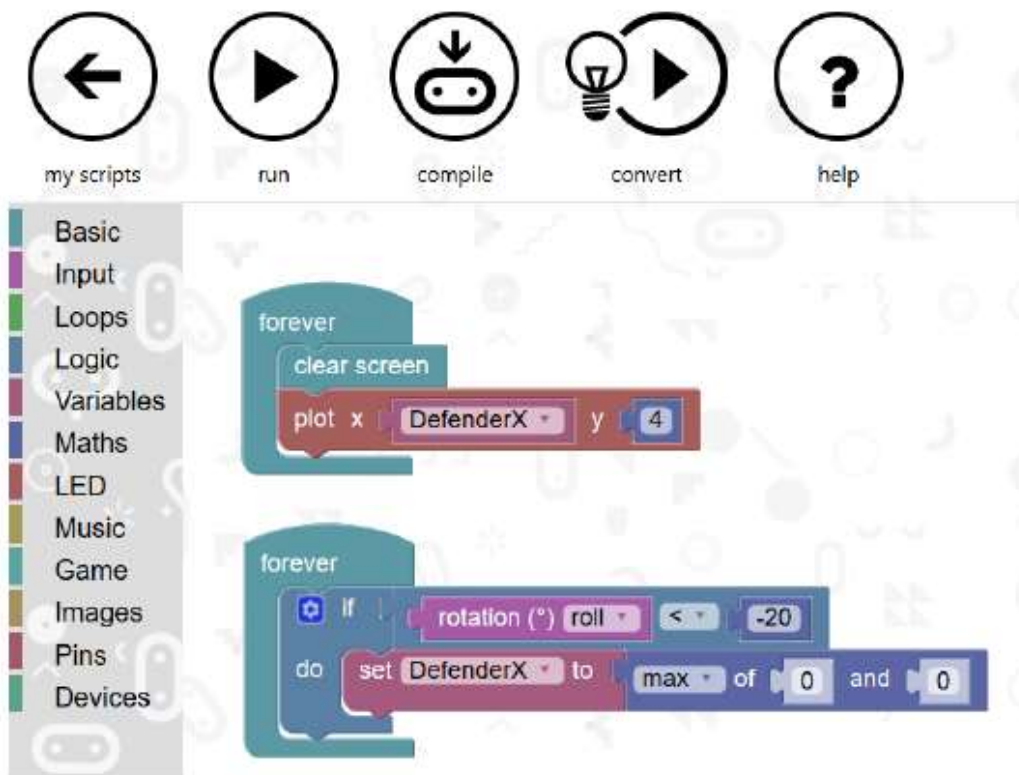 ?
my scripts run compile convert help
Basic
Input
Loops
Logic
Variables
Maths
LED
Music
Game
Images
Pins
Devices
forever
clear screen
plot x DefenderX y 4
forever
if rotation (°) roll < -20
do set DefenderX to max of 0 and 0